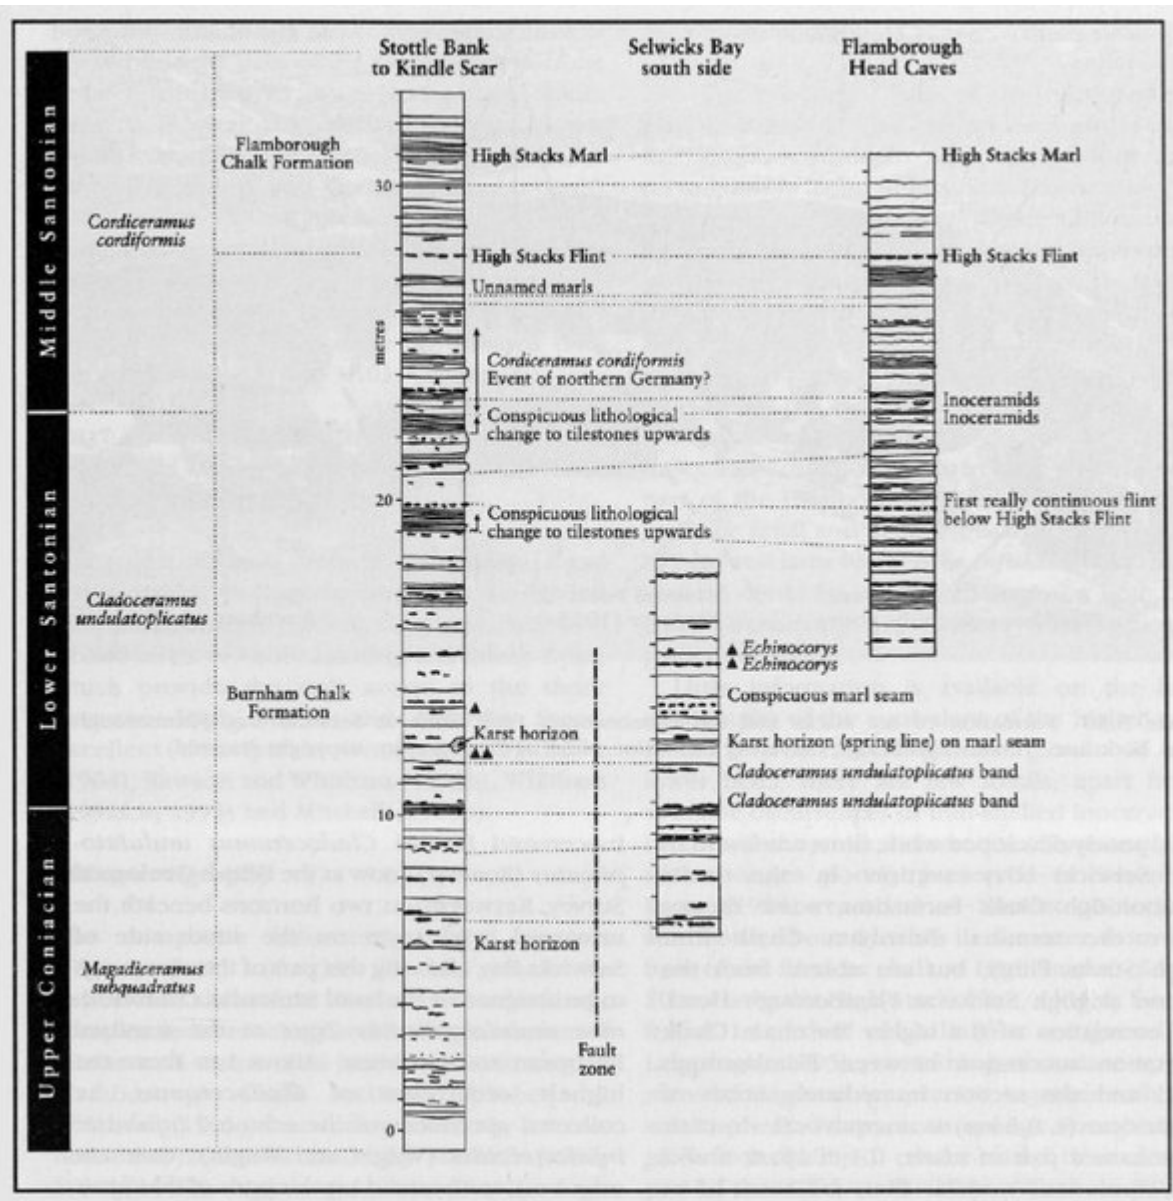 Stottle Bank
to Kindle Scar
Selwicks Bay
south side
Flamborough
Head Caves
Middle Santonian
Lower Santonian
Upper Coniacian
Cordiceramus
cordiformis
Cladoceramus
undulatoplicatus
Magadiceramus
subquadratus
Flamborough
Chalk Formation
Burnham Chalk
Formation
metres
30
20
10
0
High Stacks Marl
High Stacks Flint
Unnamed marls
Cordiceramus cordiformis
Event of northern Germany?
Conspicuous lithological
change to tilestones upwards
Conspicuous lithological
change to tilestones upwards
Karst horizon
Karst horizon
Fault
zone
Echinocorys
Echinocorys
Conspicuous marl seam
Karst horizon (spring line) on marl seam
Cladoceramus undulatoplicatus band
Cladoceramus undulatoplicatus band
High Stacks Marl
High Stacks Flint
Inoceramids
Inoceramids
First really continuous flint
below High Stacks Flint